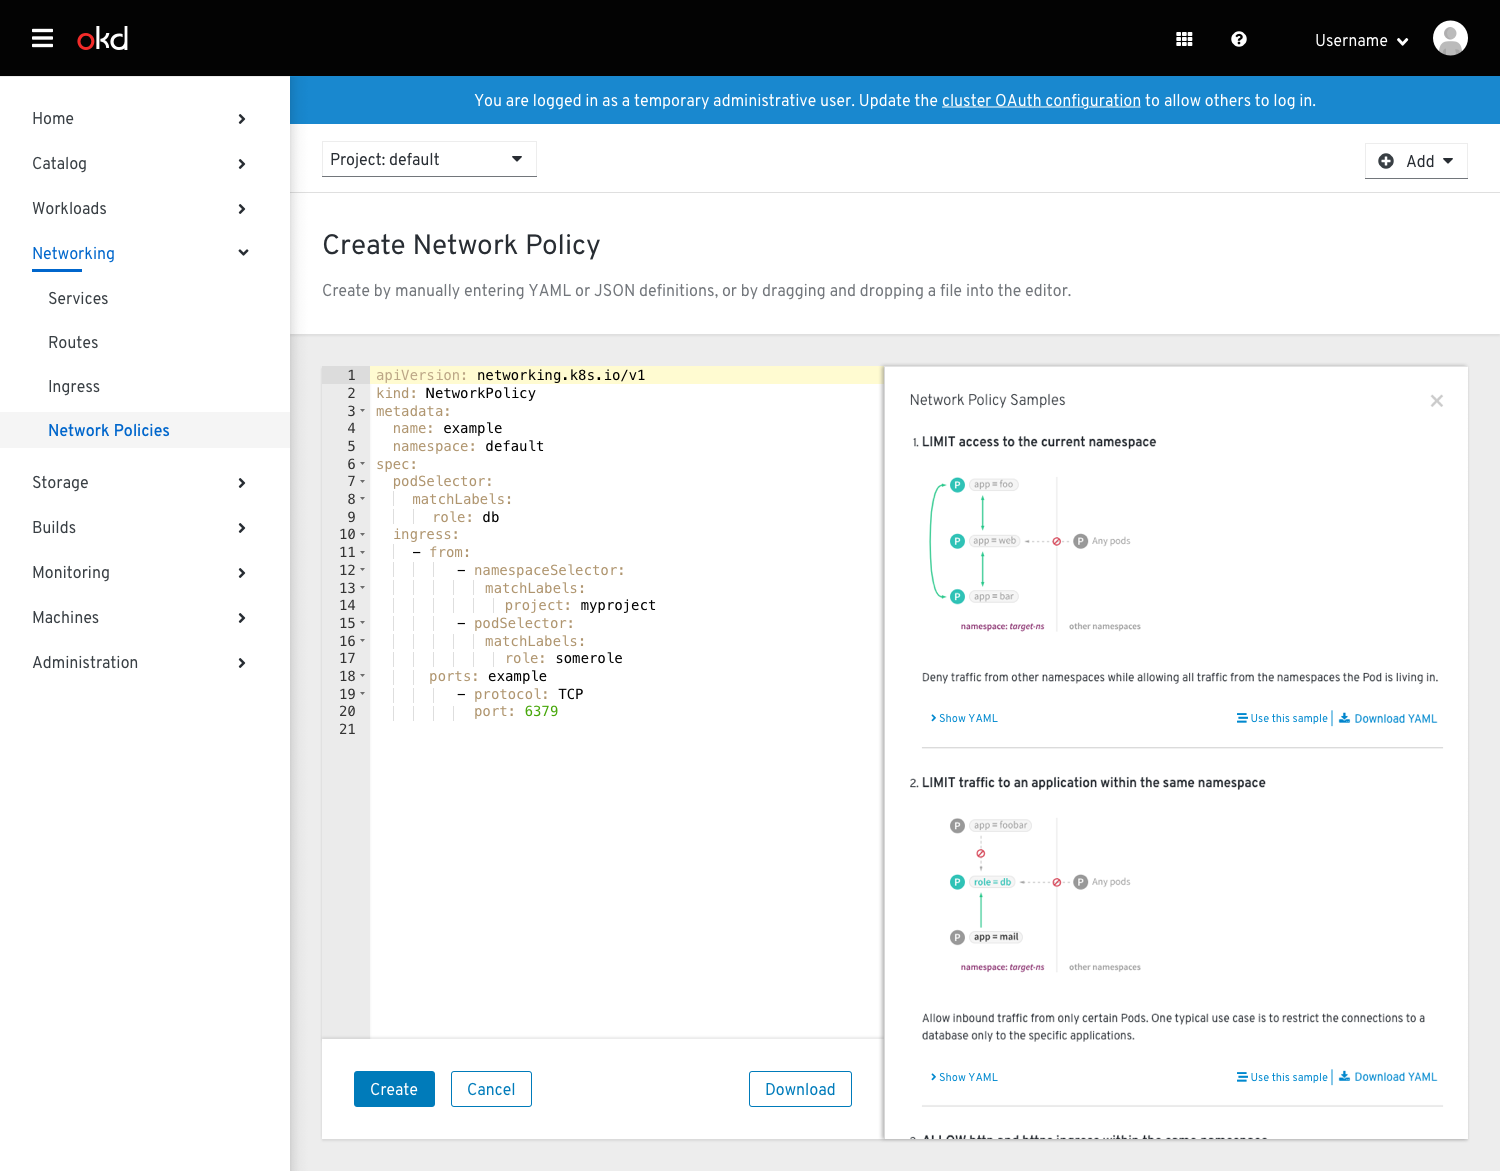 okd
Username
You are logged in as a temporary administrative user. Update the cluster OAuth configuration to allow others to log in.
Home
Catalog
Workloads
Networking
Services
Routes
Ingress
Network Policies
Storage
Builds
Monitoring
Machines
Administration
Project: default
Add
Create Network Policy
Create by manually entering YAML or JSON definitions, or by dragging and dropping a file into the editor.
1 apiVersion: networking.k8s.io/v1
2 kind: NetworkPolicy
3 metadata:
4 name: example
5 namespace: default
6 spec:
7 podSelector:
8 matchLabels:
9 role: db
10 ingress:
11 - from:
12 - namespaceSelector:
13 matchLabels:
14 project: myproject
15 - podSelector:
16 matchLabels:
17 role: somerole
18 ports: example
19 - protocol: TCP
20 port: 6379
21
Create
Cancel
Download
Network Policy Samples
1. LIMIT access to the current namespace
P app = foo
P app = web P Any pods
P app = bar
namespace: target-ns other namespaces
Deny traffic from other namespaces while allowing all traffic from the namespaces the Pod is living in.
Show YAML Use this sample | Download YAML
2. LIMIT traffic to an application within the same namespace
P app = foobar
P role = db P Any pods
P app = mail
namespace: target-ns other namespaces
Allow inbound traffic from only certain Pods. One typical use case is to restrict the connections to a
database only to the specific applications.
Show YAML Use this sample | Download YAML
ALLOW http and https ingress within the same namespace